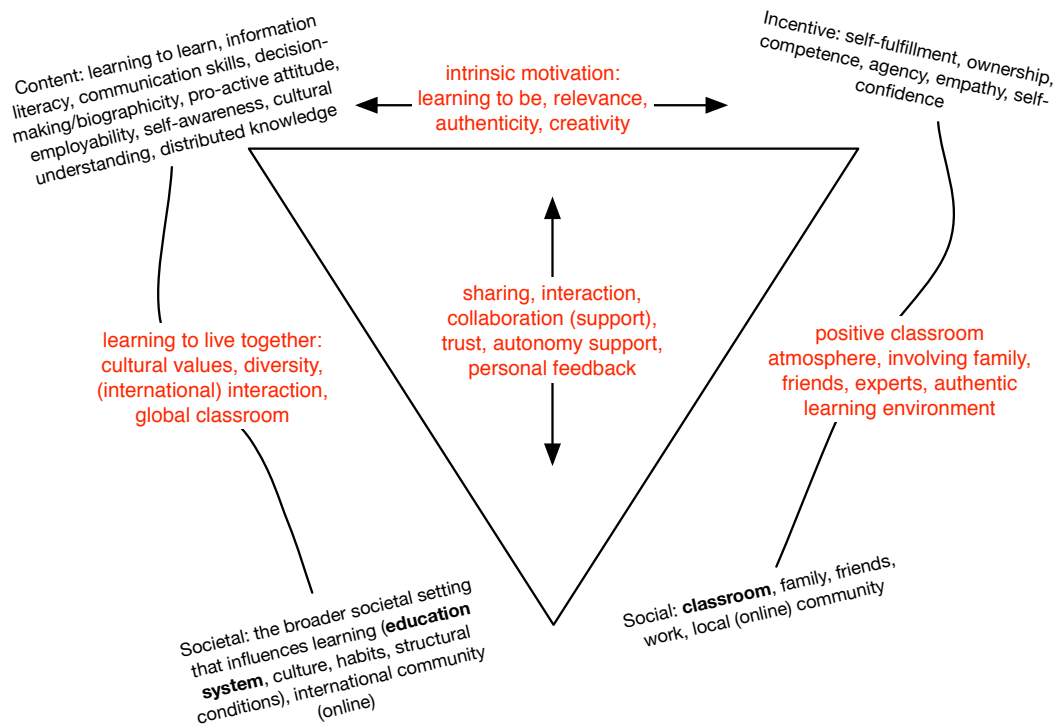 Content: learning to learn, information
literacy, communication skills, decision-
making/biographicity, pro-active attitude,
employability, self-awareness, cultural
understanding, distributed knowledge
intrinsic motivation:
learning to be, relevance,
authenticity, creativity
Incentive: self-fulfillment, ownership,
competence, agency, empathy, self-
confidence
learning to live together:
cultural values, diversity,
(international) interaction,
global classroom
sharing, interaction,
collaboration (support),
trust, autonomy support,
personal feedback
positive classroom
atmosphere, involving family,
friends, experts, authentic
learning environment
Societal: the broader societal setting
that influences learning (education
system, culture, habits, structural
conditions), international community
(online)
Social: classroom, family, friends,
work, local (online) community